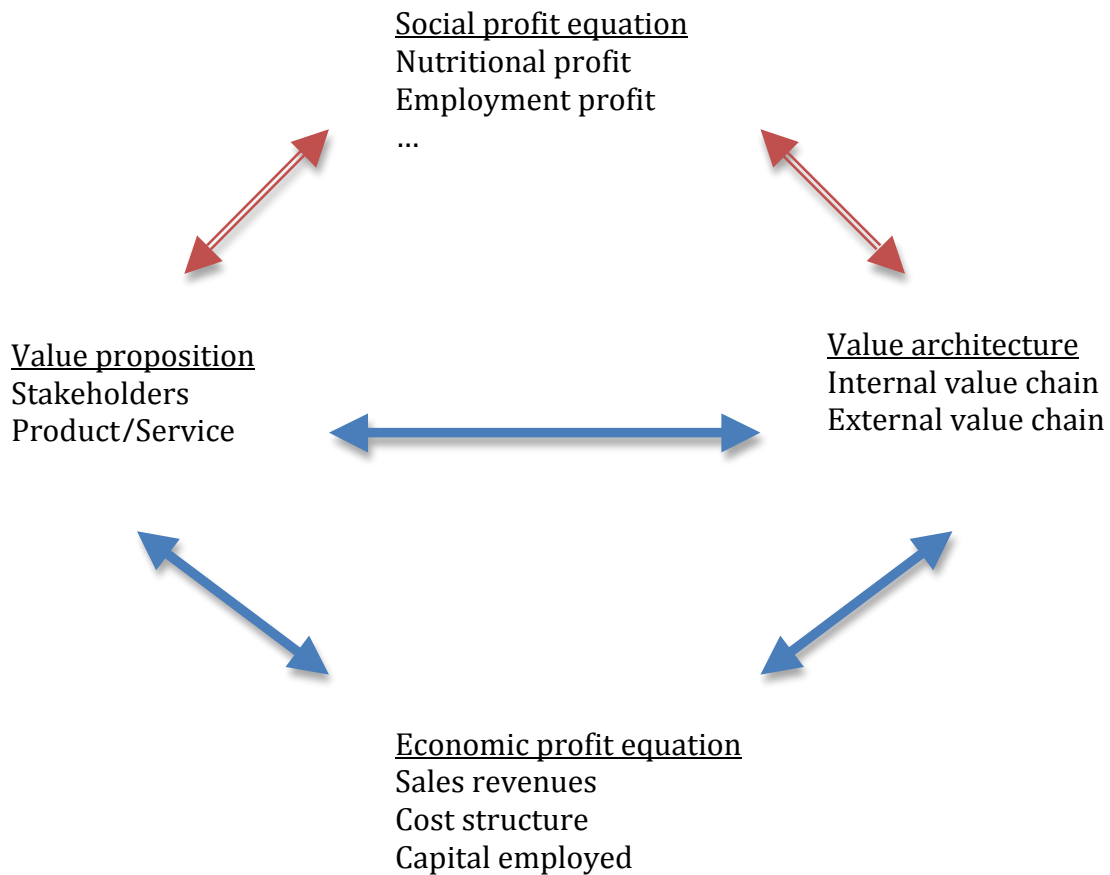 Social profit equation
Nutritional profit
Employment profit
...
Value proposition
Stakeholders
Product/Service
Value architecture
Internal value chain
External value chain
Economic profit equation
Sales revenues
Cost structure
Capital employed